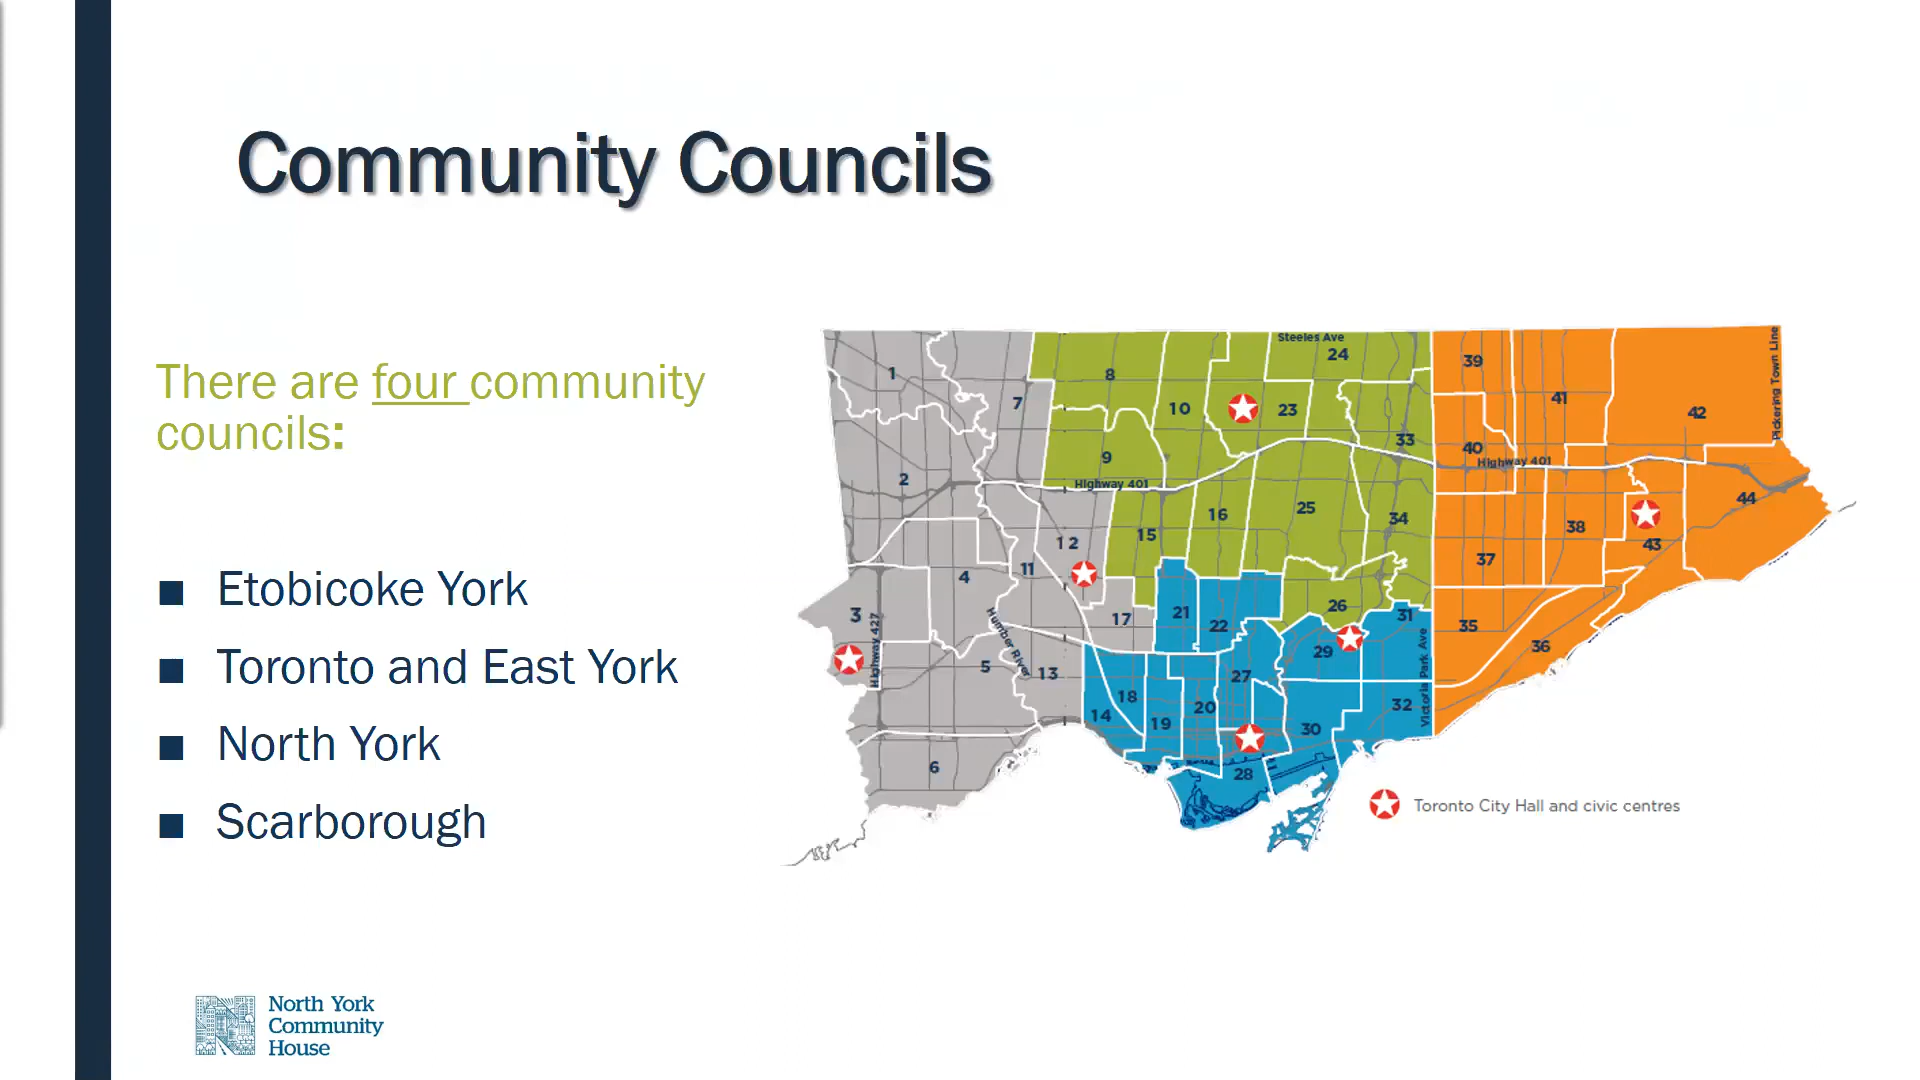 Community Councils
There are four community
councils:
■ Etobicoke York
■ Toronto and East York
■ North York
■ Scarborough
Steeles Ave
24
39
1
8
41
7
10
23
42
Pickering Town Line
33
40
9
Highway 401
2
Highway 401
44
25
16
34
38
15
12
43
37
11
4
26
3
21
31
17
22
35
Highway 427
Humber River
29
36
5
13
27
Victoria Park Ave
18
32
20
14
19
30
6
28
Toronto City Hall and civic centres
North York
Community
House